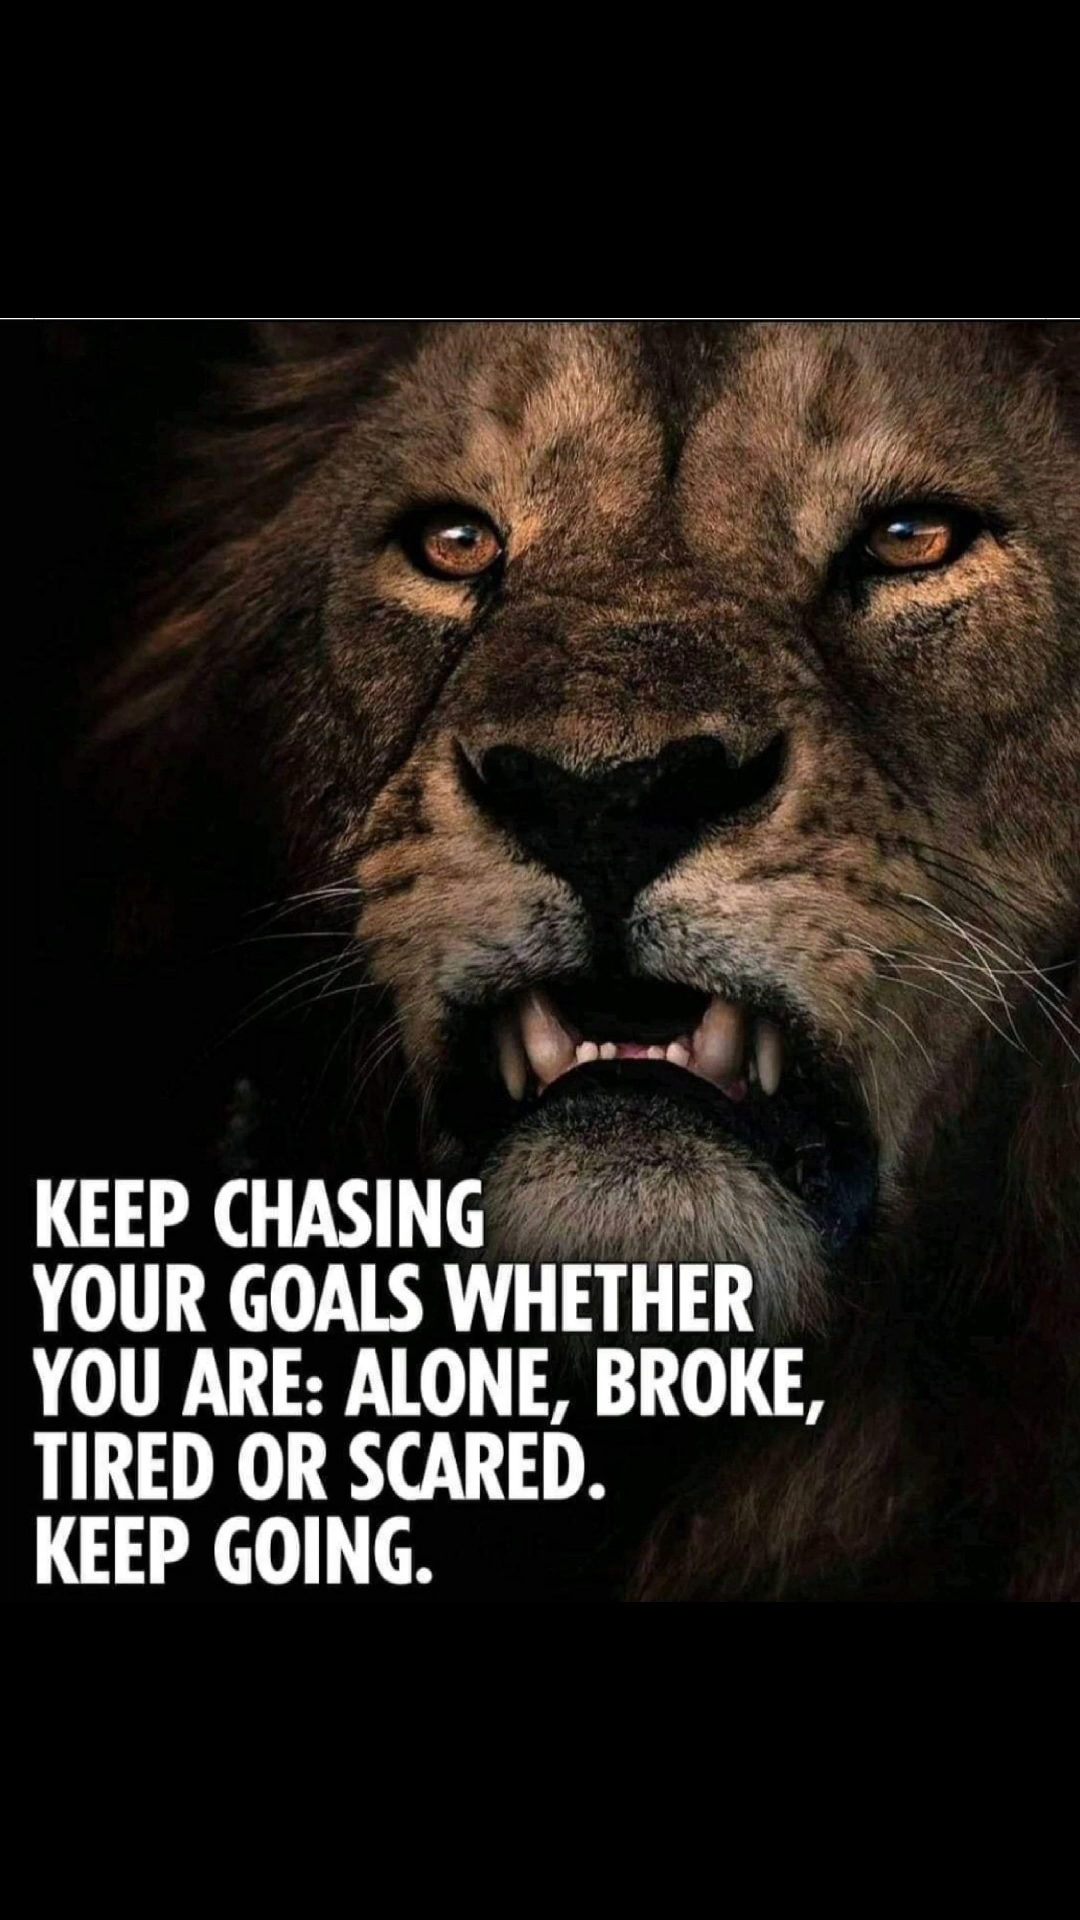 KEEP CHASING
YOUR GOALS WHETHER
YOU ARE: ALONE, BROKE,
TIRED OR SCARED.
KEEP GOING.